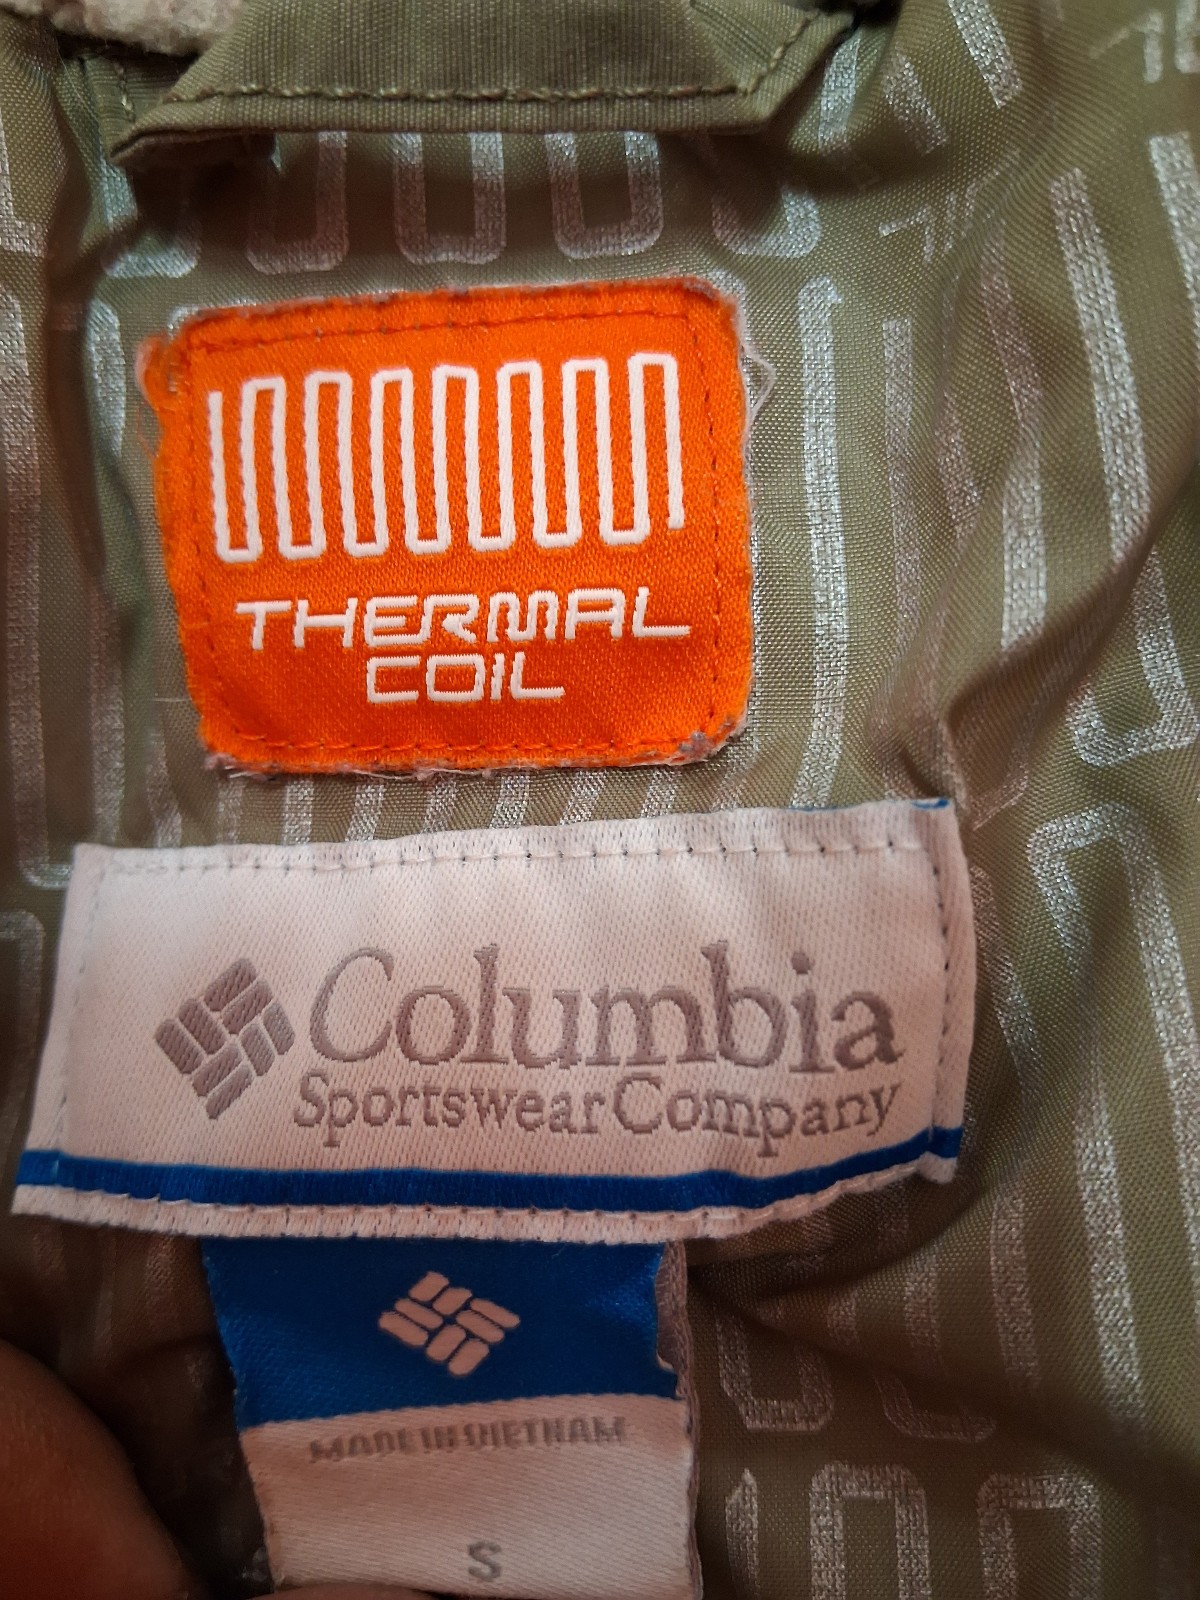 THERMAL
COIL
Columbia
Sportswear Company
MADE IN VIETNAM
S